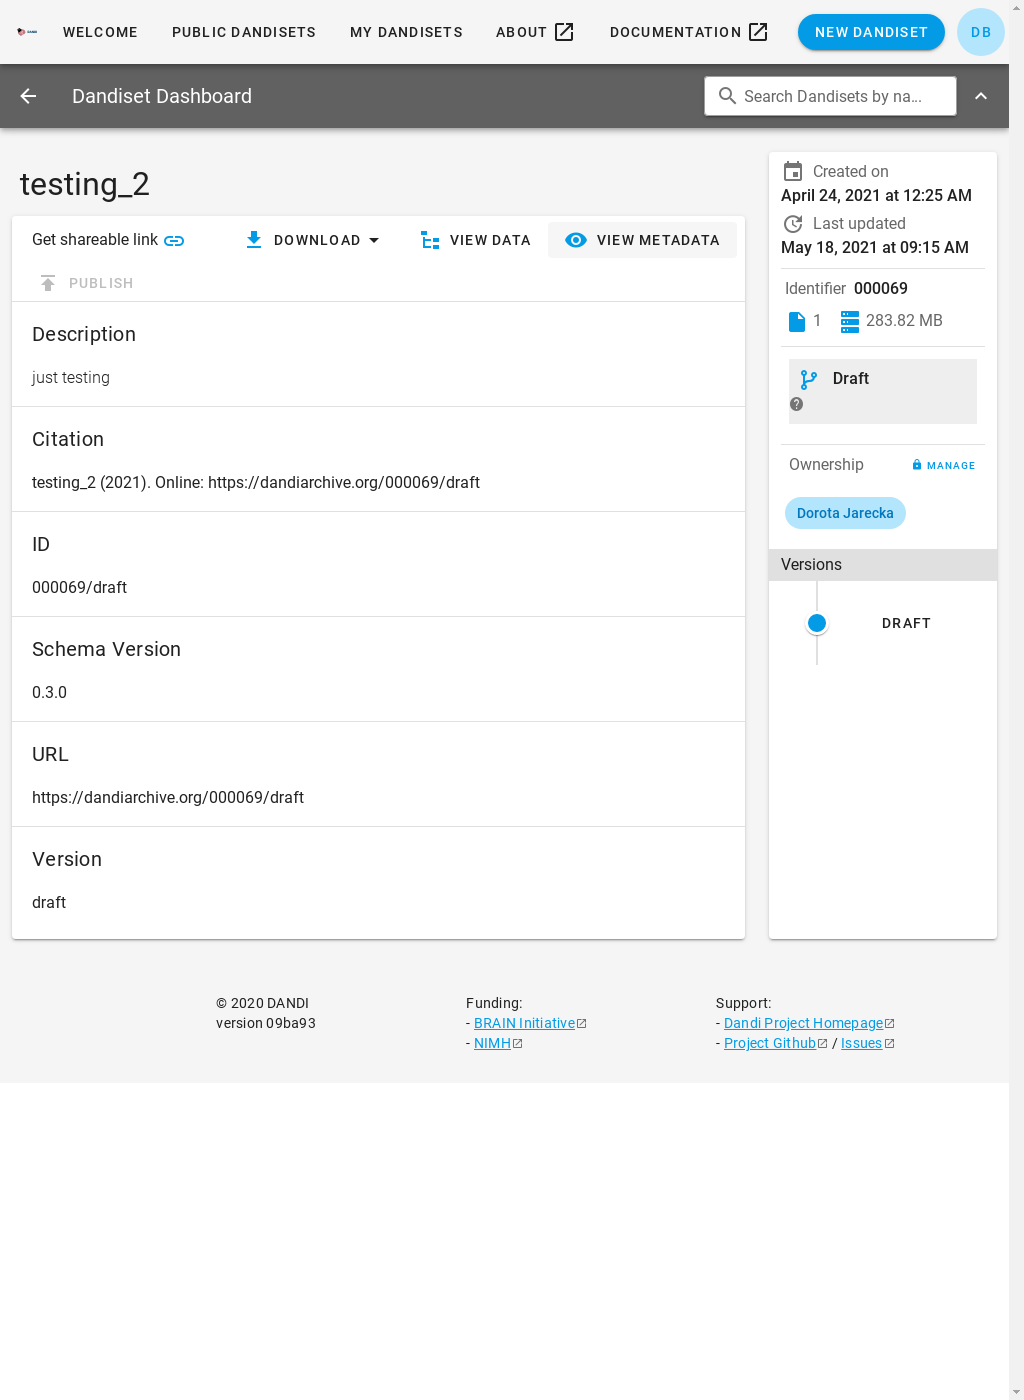 WELCOME PUBLIC DANDISETS MY DANDISETS ABOUT DOCUMENTATION NEW DANDISET DB
Dandiset Dashboard Search Dandisets by na...
testing_2
Get shareable link DOWNLOAD VIEW DATA VIEW METADATA
PUBLISH
Description
just testing
Citation
testing_2 (2021). Online: https://dandiarchive.org/000069/draft
ID
000069/draft
Schema Version
0.3.0
URL
https://dandiarchive.org/000069/draft
Version
draft
Created on
April 24, 2021 at 12:25 AM
Last updated
May 18, 2021 at 09:15 AM
Identifier 000069
1 283.82 MB
Draft
Ownership MANAGE
Dorota Jarecka
Versions
DRAFT
© 2020 DANDI
version 09ba93
Funding:
- BRAIN Initiative
- NIMH
Support:
- Dandi Project Homepage
- Project Github / Issues